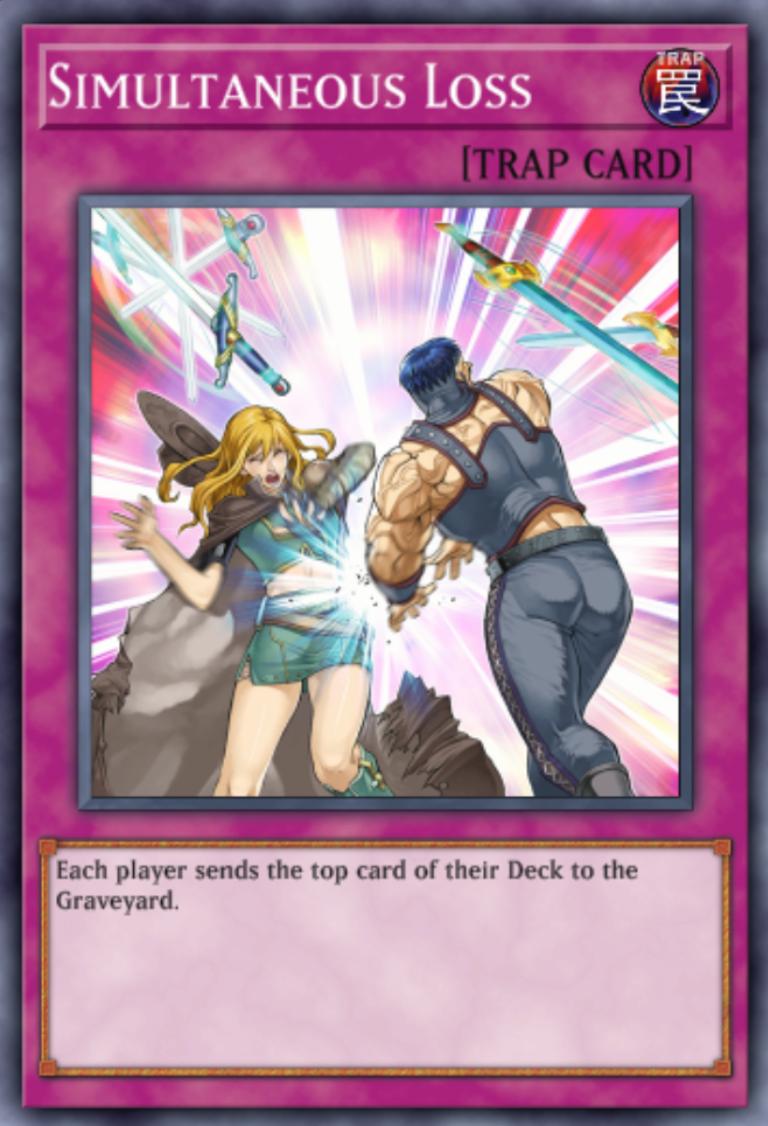 SIMULTANEOUS LOSS
TRAP
罠
[TRAP CARD]
Each player sends the top card of their Deck to the
Graveyard.